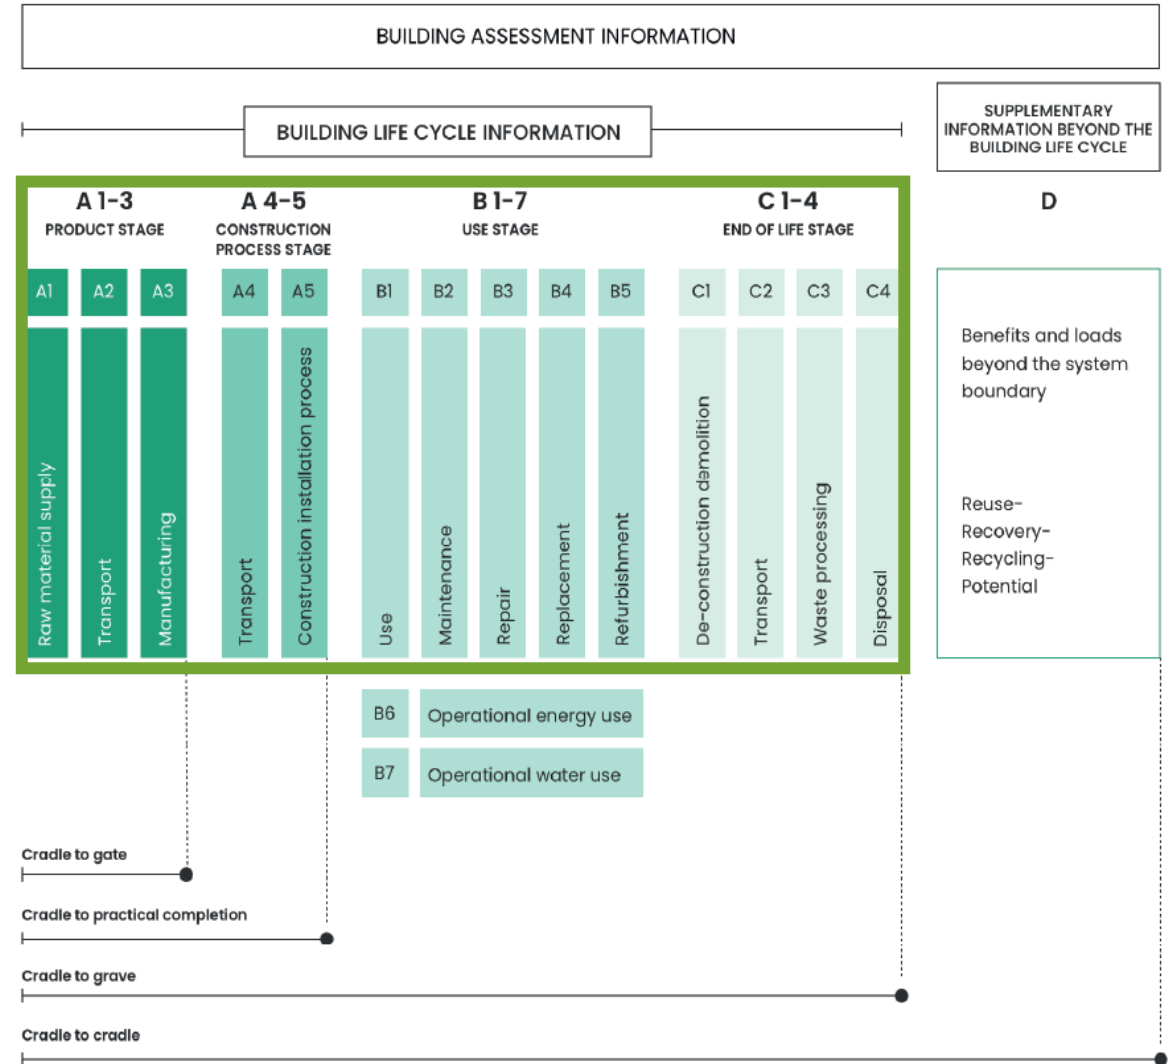 BUILDING ASSESSMENT INFORMATION
BUILDING LIFE CYCLE INFORMATION
SUPPLEMENTARY
INFORMATION BEYOND THE
BUILDING LIFE CYCLE
A 1-3
PRODUCT STAGE
A 4-5
CONSTRUCTION
PROCESS STAGE
B 1-7
USE STAGE
C 1-4
END OF LIFE STAGE
D
A1
A2
A3
A4
A5
B1
B2
B3
B4
B5
C1
C2
C3
C4
Raw material supply
Transport
Manufacturing
Transport
Construction installation process
Use
Maintenance
Repair
Replacement
Refurbishment
De-construction demolition
Transport
Waste processing
Disposal
Benefits and loads
beyond the system
boundary
Reuse-
Recovery-
Recycling-
Potential
B6
Operational energy use
B7
Operational water use
Cradle to gate
Cradle to practical completion
Cradle to grave
Cradle to cradle